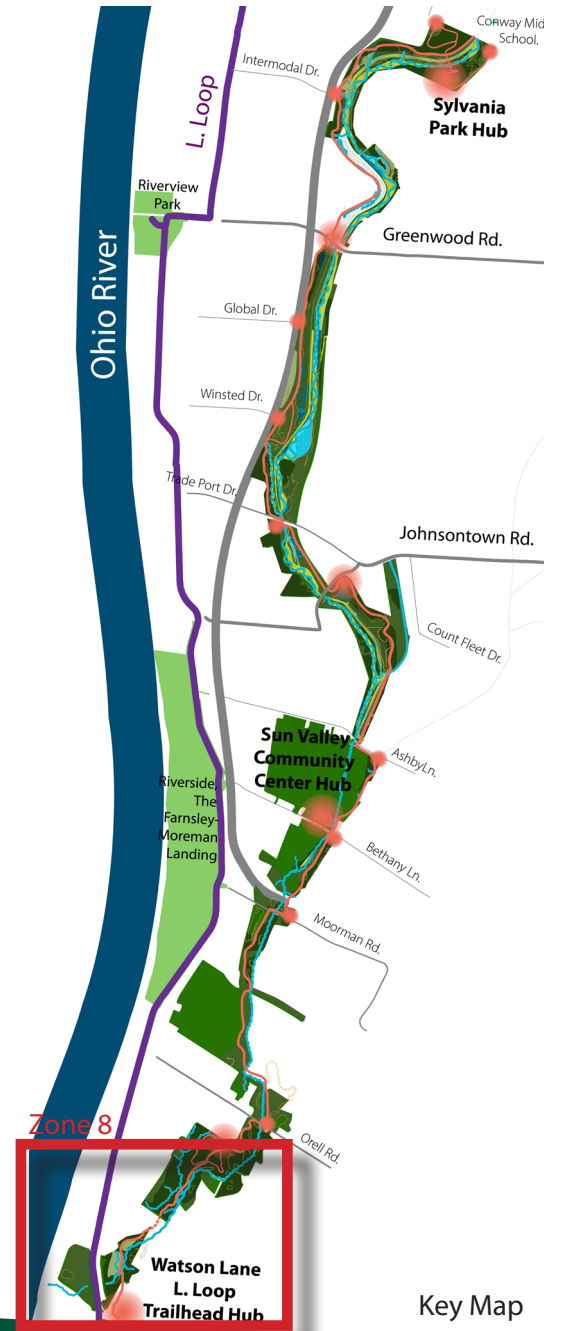 Conway Mid
School.
Intermodal Dr.
Sylvania
Park Hub
L. Loop
Riverview
Park
Greenwood Rd.
Ohio River
Global Dr.
Winsted Dr.
Trade Port Dr.
Johnsontown Rd.
Count Fleet Dr.
Sun Valley
Community
Center Hub
AshbyLn.
Riverside,
The
Farnsley-
Moreman
Landing
Bethany Ln.
Moorman Rd.
Zone 8
Orell Rd.
Watson Lane
L. Loop
Trailhead Hub
Key Map